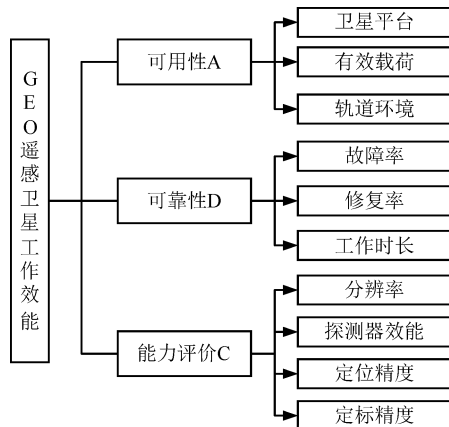 GEO遥感卫星工作效能
可用性A
卫星平台
有效载荷
轨道环境
可靠性D
故障率
修复率
工作时长
能力评价C
分辨率
探测器效能
定位精度
定标精度